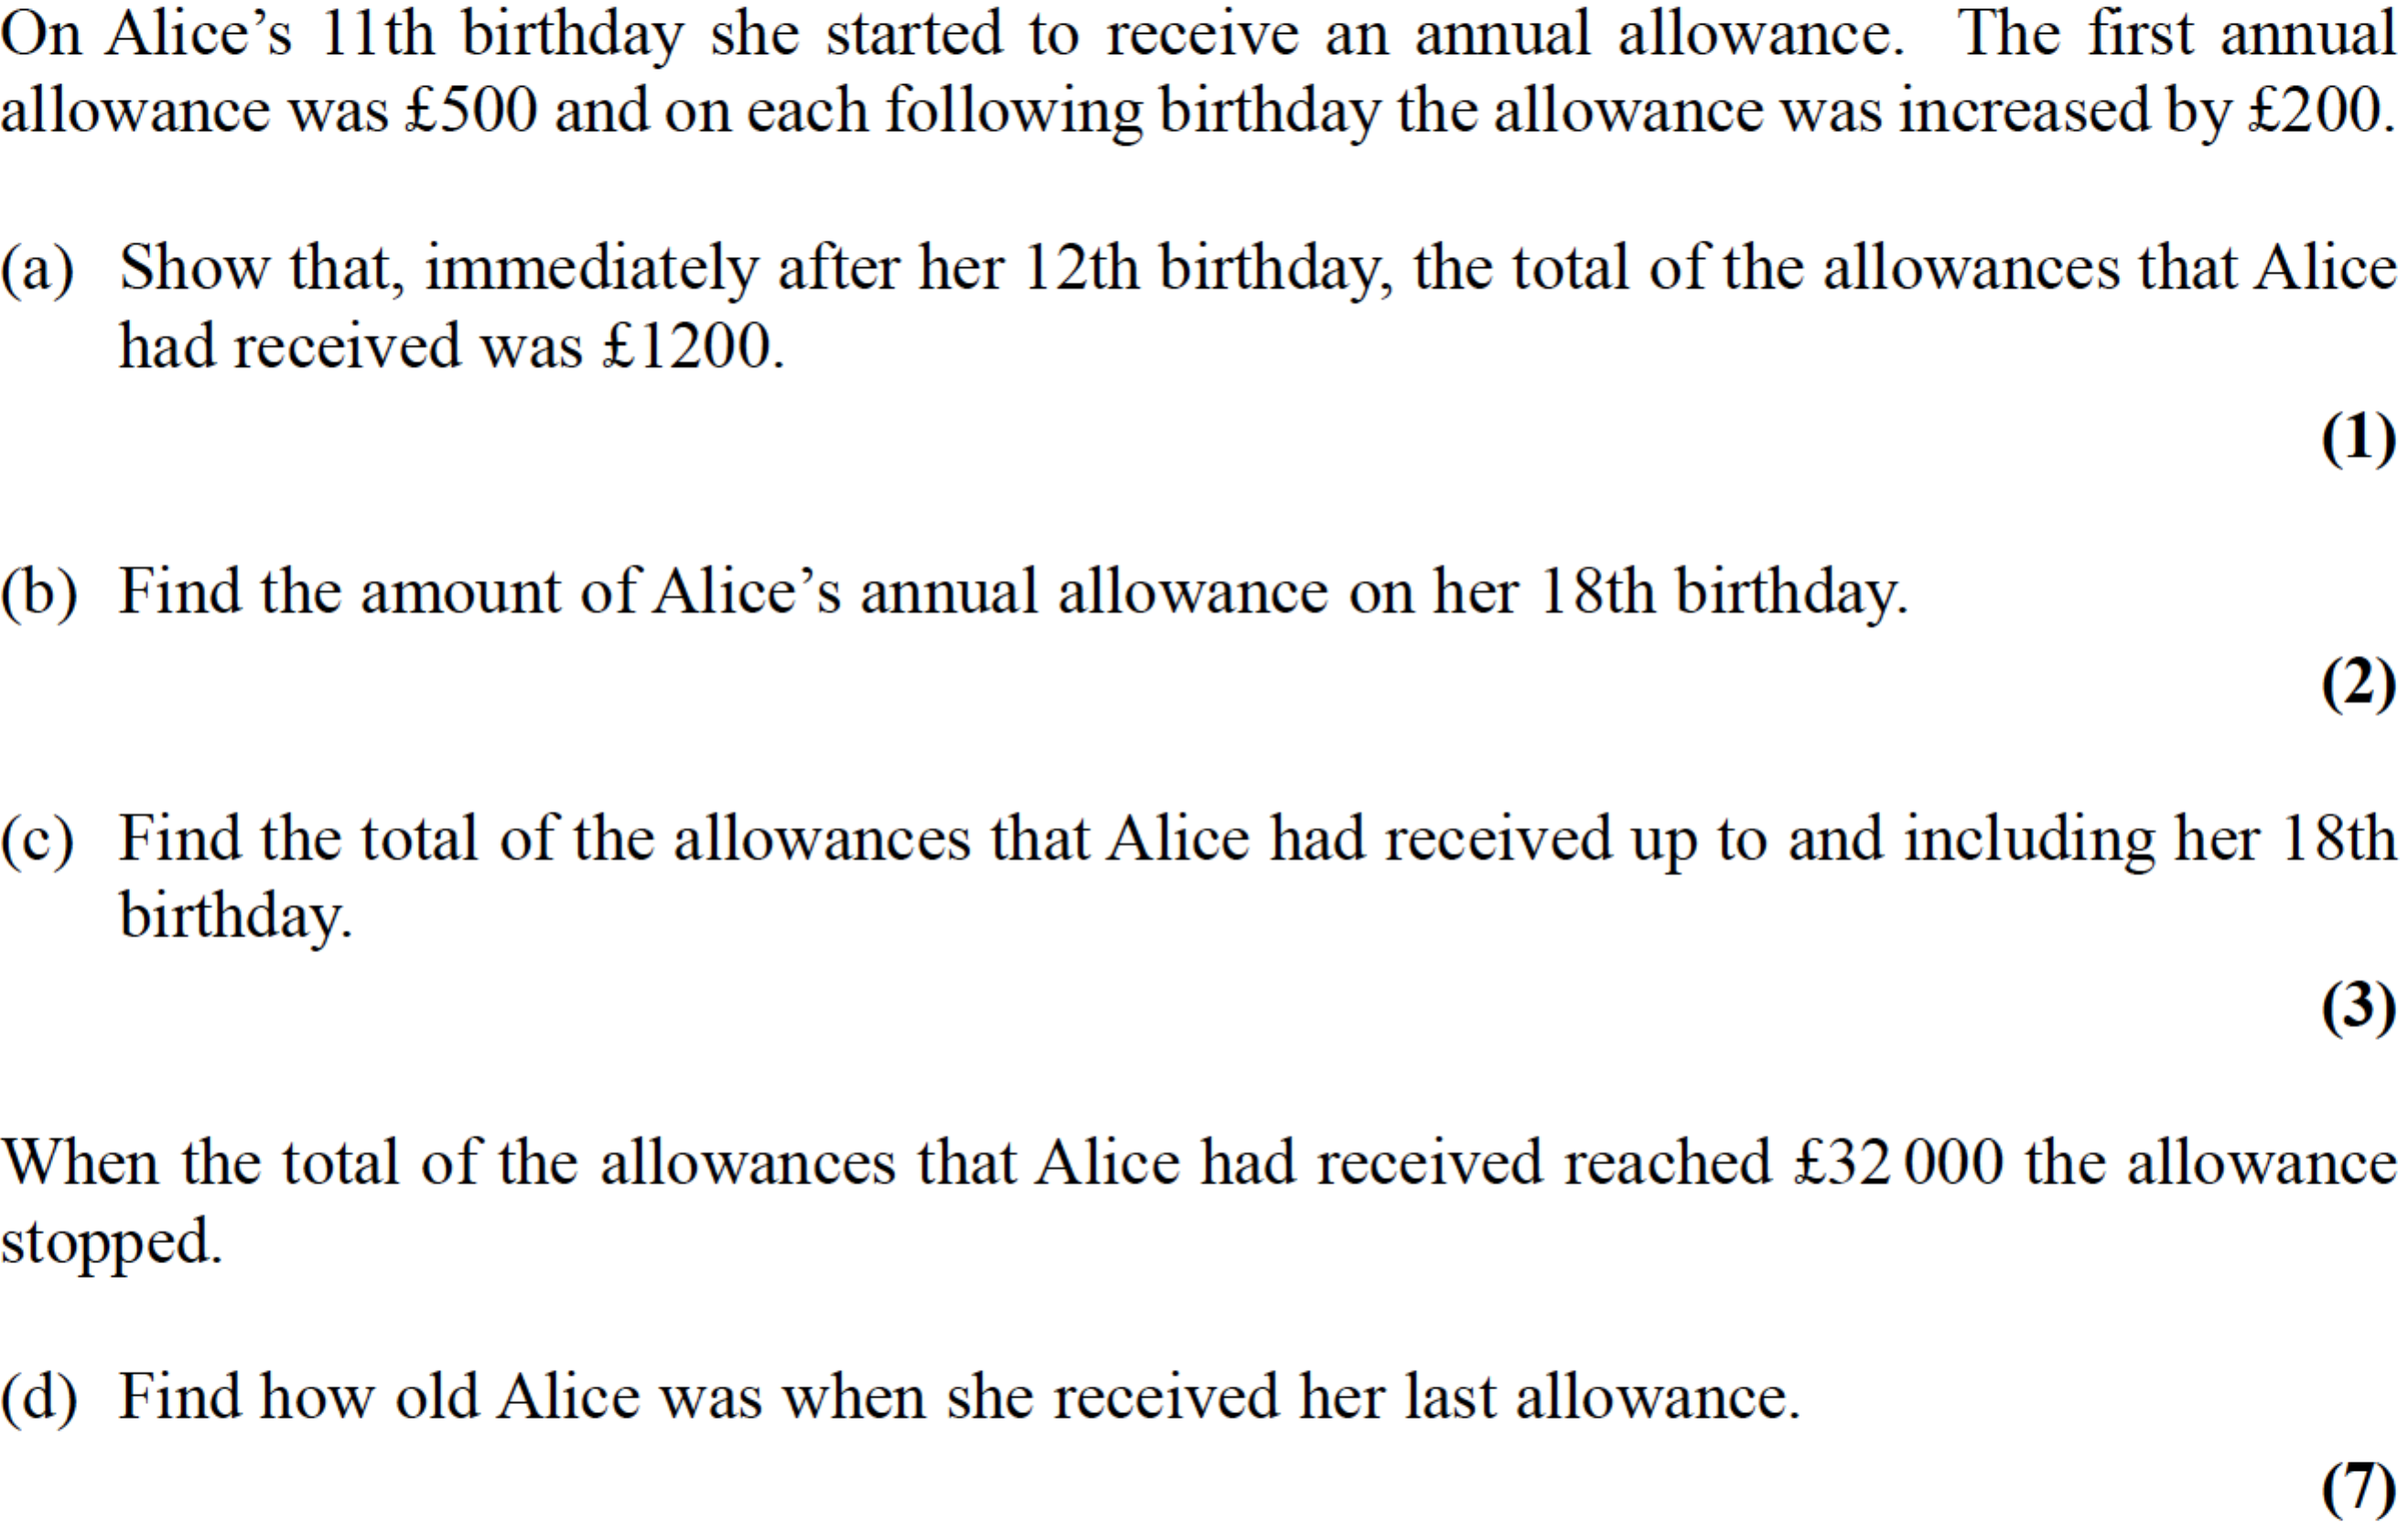 On Alice’s 11th birthday she started to receive an annual allowance. The first annual
allowance was £500 and on each following birthday the allowance was increased by £200.
(a) Show that, immediately after her 12th birthday, the total of the allowances that Alice
had received was £1200.
(1)
(b) Find the amount of Alice’s annual allowance on her 18th birthday.
(2)
(c) Find the total of the allowances that Alice had received up to and including her 18th
birthday.
(3)
When the total of the allowances that Alice had received reached £32 000 the allowance
stopped.
(d) Find how old Alice was when she received her last allowance.
(7)